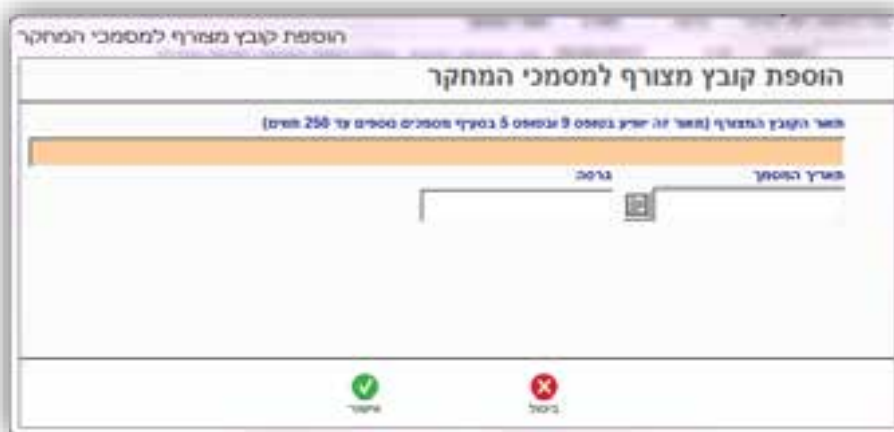 הוספת קובץ מצורף למסמכי המחקר
הוספת קובץ מצורף למסמכי המחקר
תאור הקובץ המצורף (תאור זה יופיע בטופס 9 ובטופס 5 בסעיף מסמכים נוספים עד 250 תווים)
תאריך המסמך גרסה
ביטול אישור